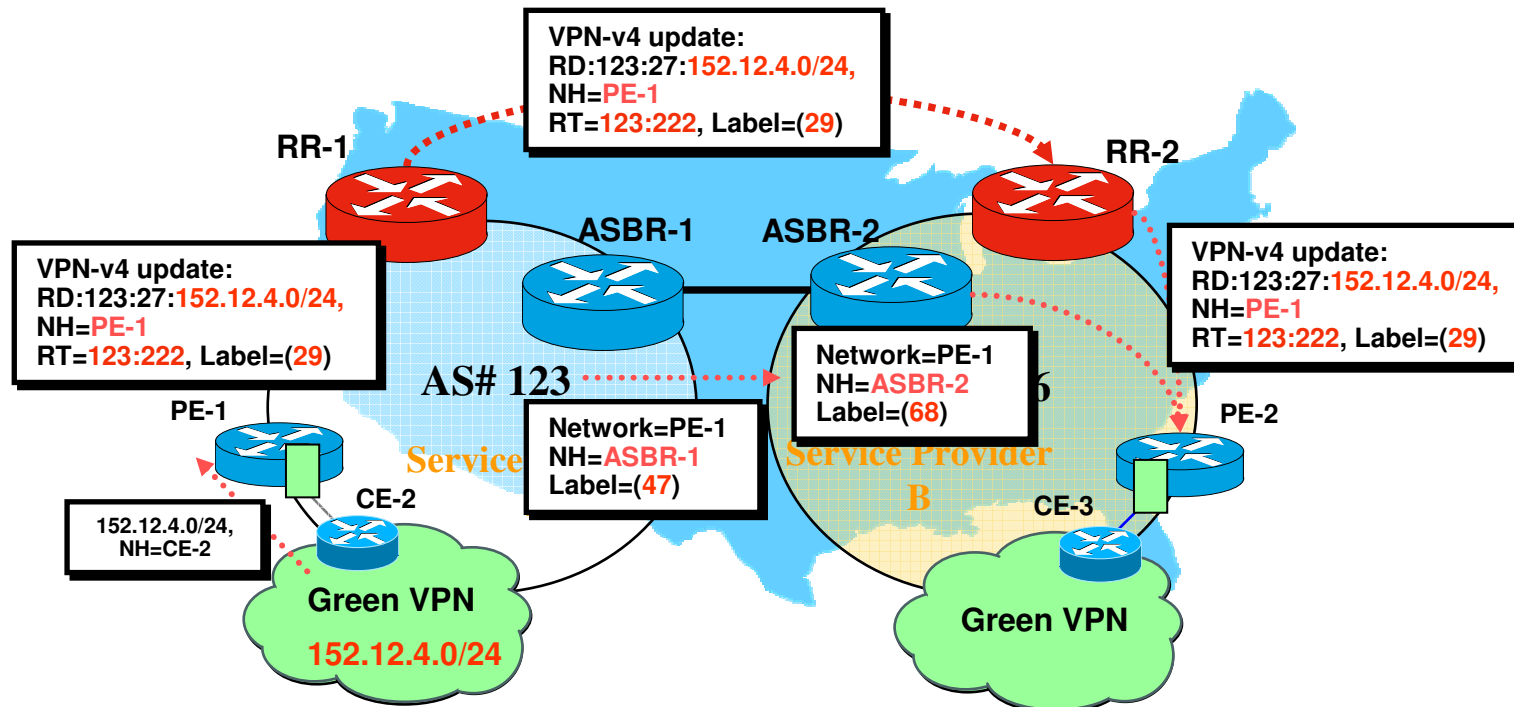 VPN-v4 update:
RD:123:27:152.12.4.0/24,
NH=PE-1
RT=123:222, Label=(29)
RR-1
RR-2
ASBR-1
ASBR-2
VPN-v4 update:
RD:123:27:152.12.4.0/24,
NH=PE-1
RT=123:222, Label=(29)
VPN-v4 update:
RD:123:27:152.12.4.0/24,
NH=PE-1
RT=123:222, Label=(29)
AS# 123
Network=PE-1
NH=ASBR-2
Label=(68)
6
PE-1
PE-2
Network=PE-1
NH=ASBR-1
Label=(47)
Service
Service Provider
B
152.12.4.0/24,
NH=CE-2
CE-2
CE-3
Green VPN
152.12.4.0/24
Green VPN